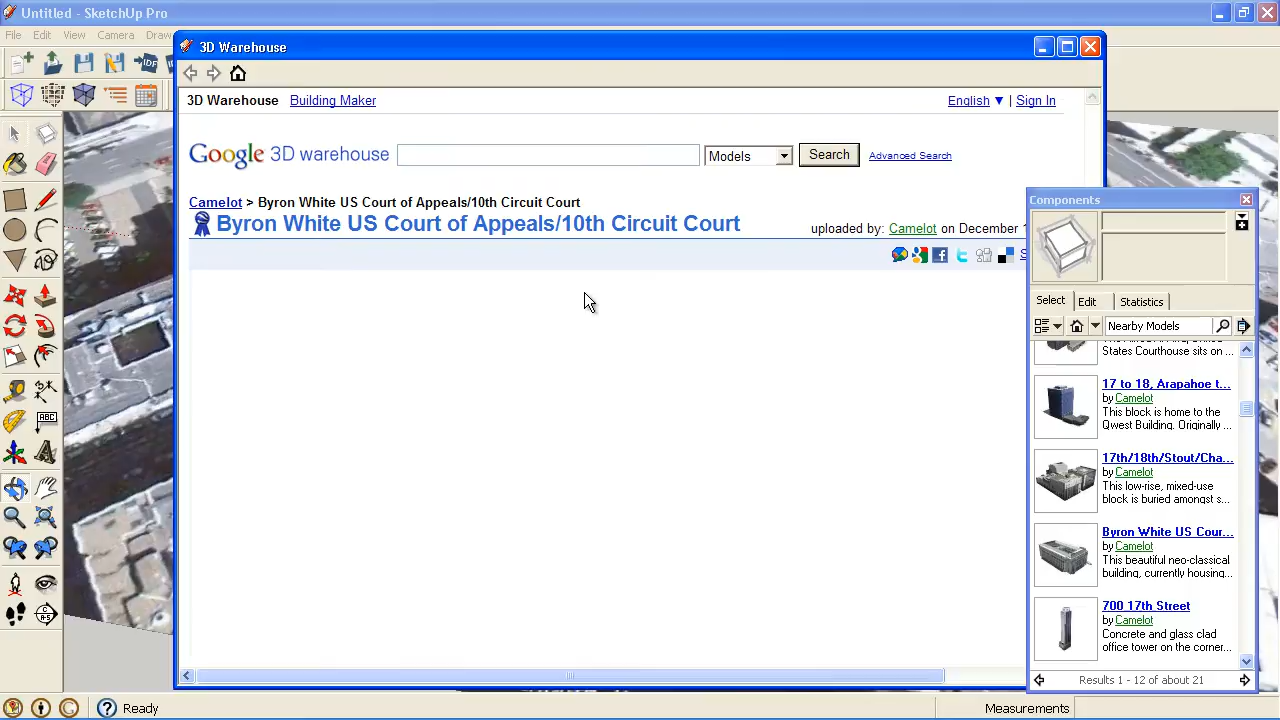 Untitled - SketchUp Pro
File Edit View Camera Draw
3D Warehouse
3D Warehouse Building Maker English ▼ | Sign In
Google 3D warehouse Models Search Advanced Search
Camelot > Byron White US Court of Appeals/10th Circuit Court
Byron White US Court of Appeals/10th Circuit Court
uploaded by: Camelot on December
Components
Select Edit Statistics
Nearby Models
States Courthouse sits on ...
17 to 18, Arapahoe t...
by Camelot
This block is home to the
Qwest Building. Originally ...
17th/18th/Stout/Cha...
by Camelot
This low-rise, mixed-use
block is buried amongst s...
Byron White US Cour...
by Camelot
This beautiful neo-classical
building, currently housing...
700 17th Street
by Camelot
Concrete and glass clad
office tower on the corner...
Results 1 - 12 of about 21
Ready
Measurements